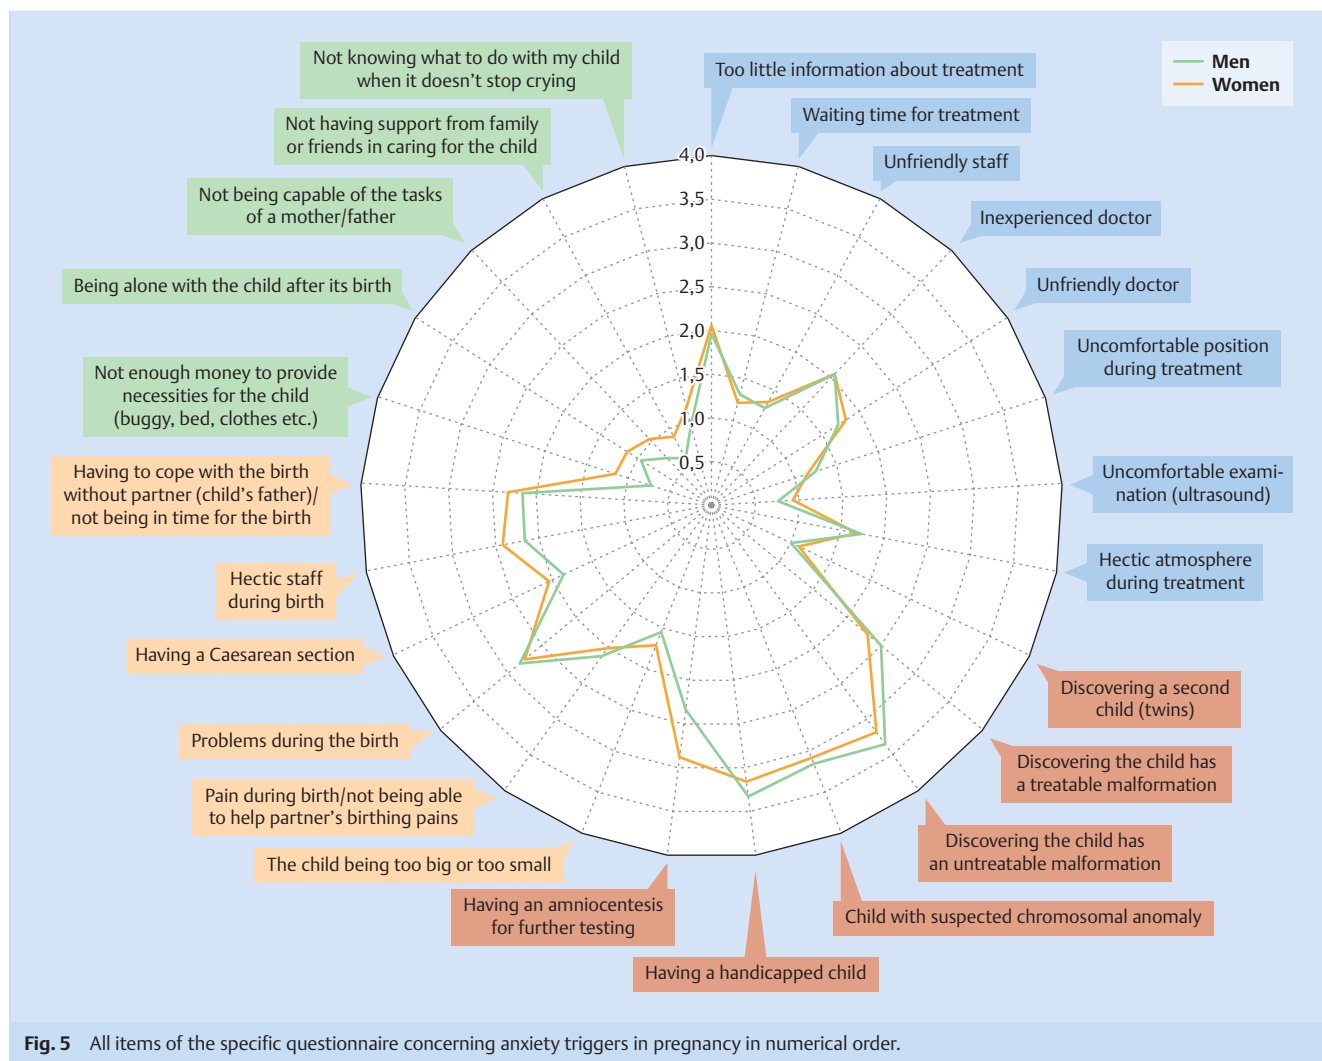 Not knowing what to do with my child
when it doesn't stop crying
Too little information about treatment
Men
Women
Waiting time for treatment
Not having support from family
or friends in caring for the child
Unfriendly staff
Not being capable of the tasks
of a mother/father
Inexperienced doctor
Being alone with the child after its birth
Unfriendly doctor
Not enough money to provide
necessities for the child
(buggy, bed, clothes etc.)
Uncomfortable position
during treatment
Having to cope with the birth
without partner (child's father)/
not being in time for the birth
Uncomfortable exami-
nation (ultrasound)
Hectic staff
during birth
Hectic atmosphere
during treatment
Having a Caesarean section
Discovering a second
child (twins)
Problems during the birth
Discovering the child has
a treatable malformation
Pain during birth/not being able
to help partner's birthing pains
Discovering the child has
an untreatable malformation
The child being too big or too small
Having an amniocentesis
for further testing
Child with suspected chromosomal anomaly
Having a handicapped child
4,0
3,5
3,0
2,5
2,0
1,5
1,0
0,5
Fig. 5 All items of the specific questionnaire concerning anxiety triggers in pregnancy in numerical order.